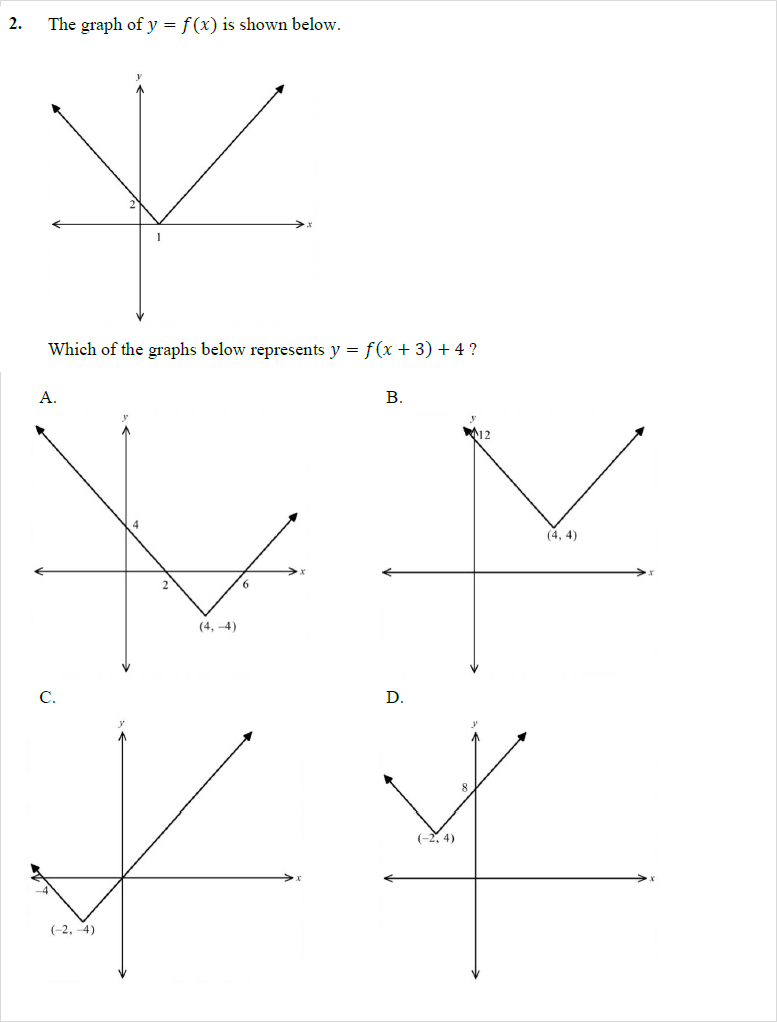 2. The graph of y = f(x) is shown below.
y
2
x
1
Which of the graphs below represents y = f(x + 3) + 4 ?
A. B.
y
4
x
2 6
(4, –4)
y
12
(4, 4)
x
C. D.
y
x
–4
(–2, –4)
y
8
(–2, 4)
x